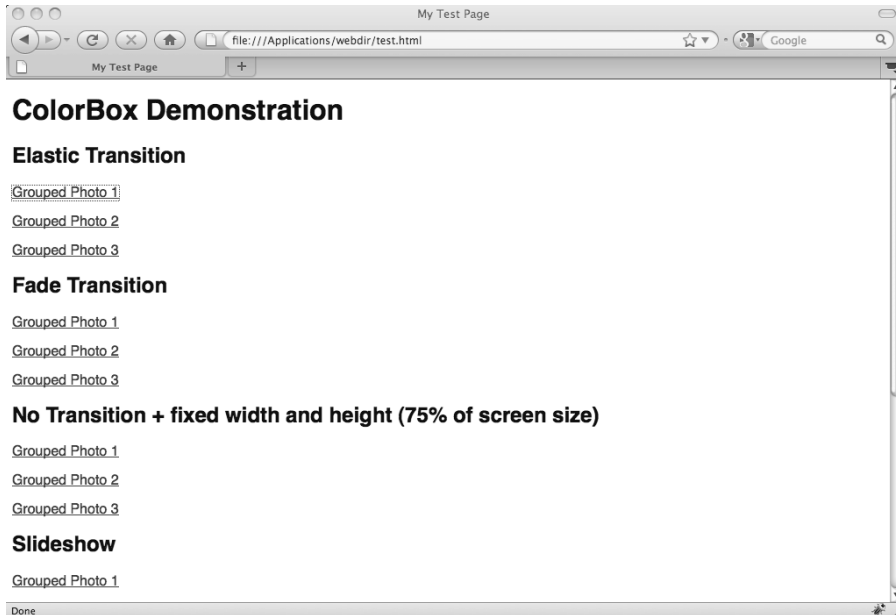 My Test Page
file:///Applications/webdir/test.html
Google
My Test Page
+
ColorBox Demonstration
Elastic Transition
Grouped Photo 1
Grouped Photo 2
Grouped Photo 3
Fade Transition
Grouped Photo 1
Grouped Photo 2
Grouped Photo 3
No Transition + fixed width and height (75% of screen size)
Grouped Photo 1
Grouped Photo 2
Grouped Photo 3
Slideshow
Grouped Photo 1
Done